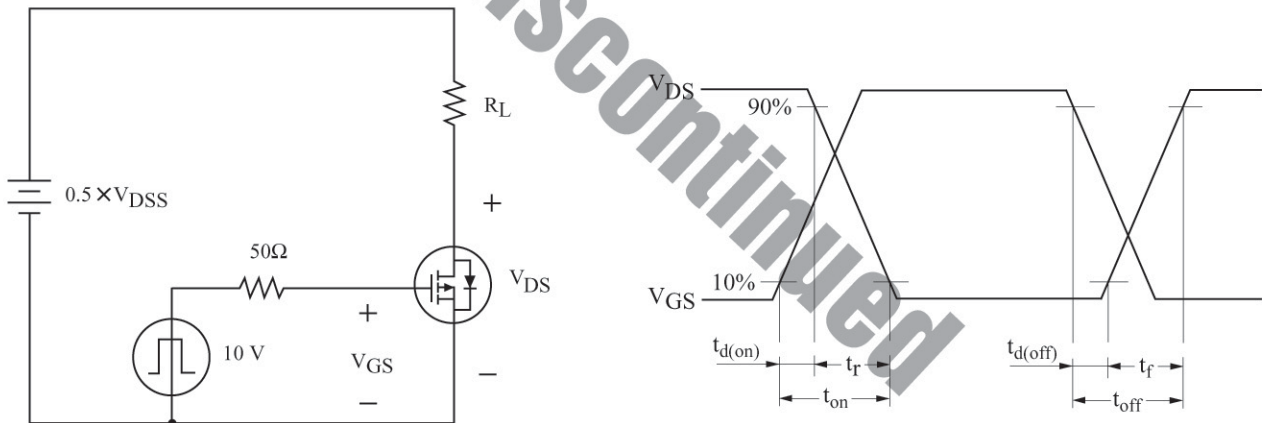 0.5 ×VDSS
RL
+
VDS
−
50Ω
+
VGS
−
10 V
iscontinued
VDS
90%
10%
VGS
td(on)
tr
ton
td(off)
tf
toff